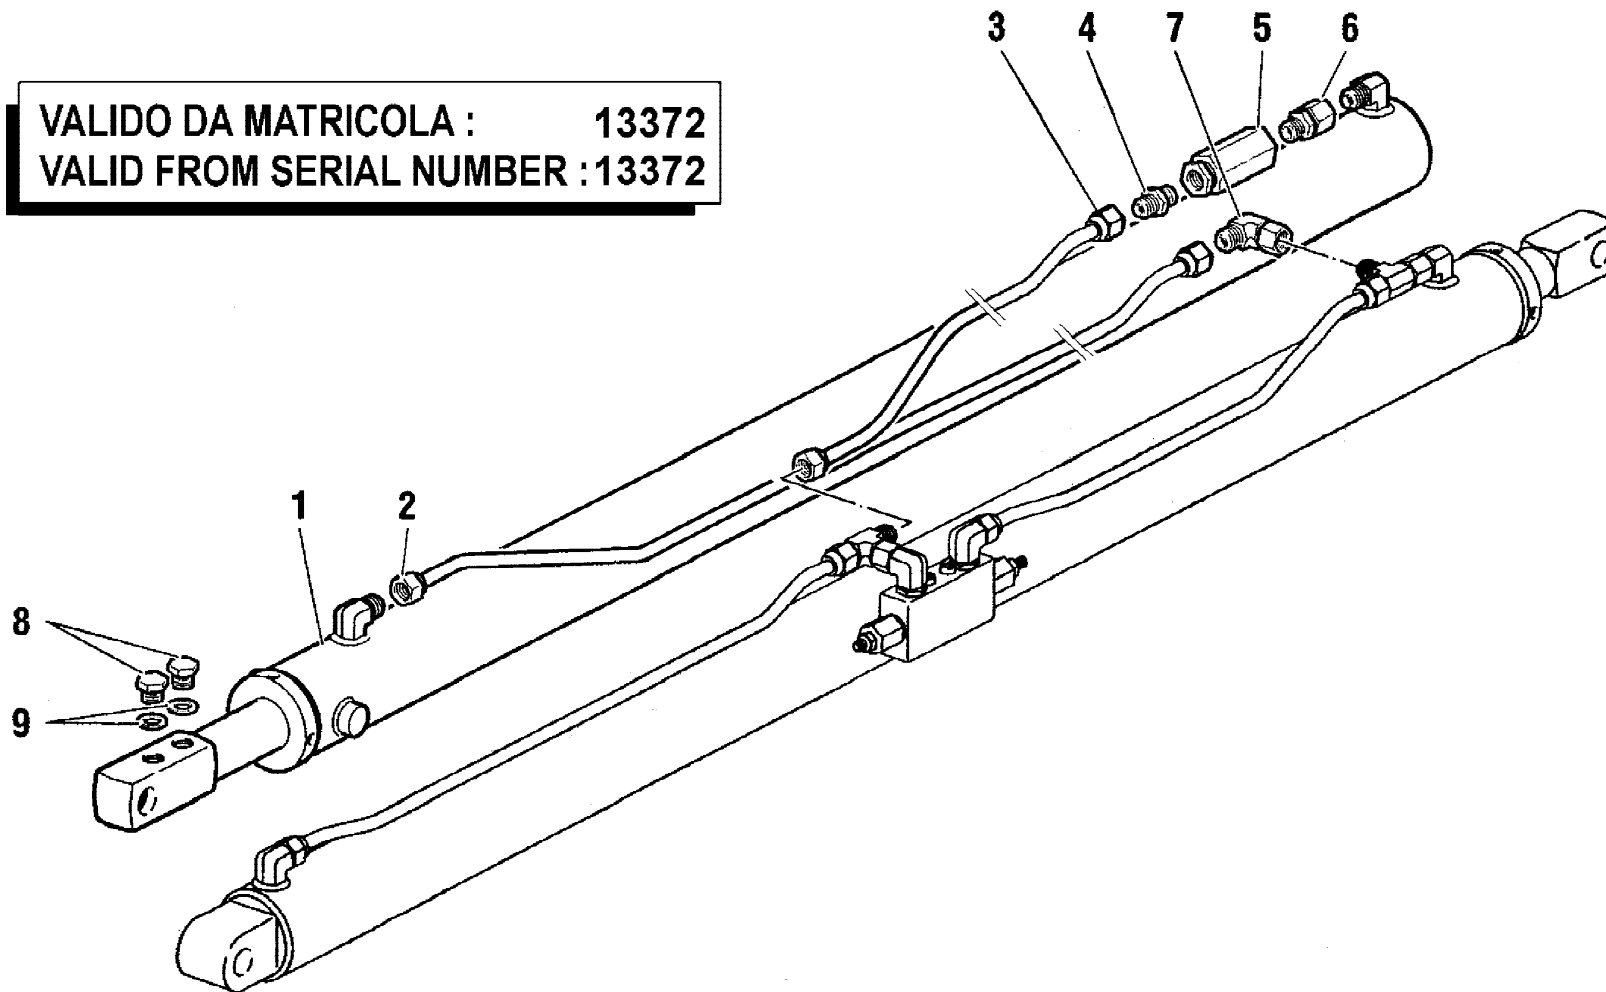 3 4 7 5 6
VALIDO DA MATRICOLA : 13372
VALID FROM SERIAL NUMBER : 13372
1 2
8
9